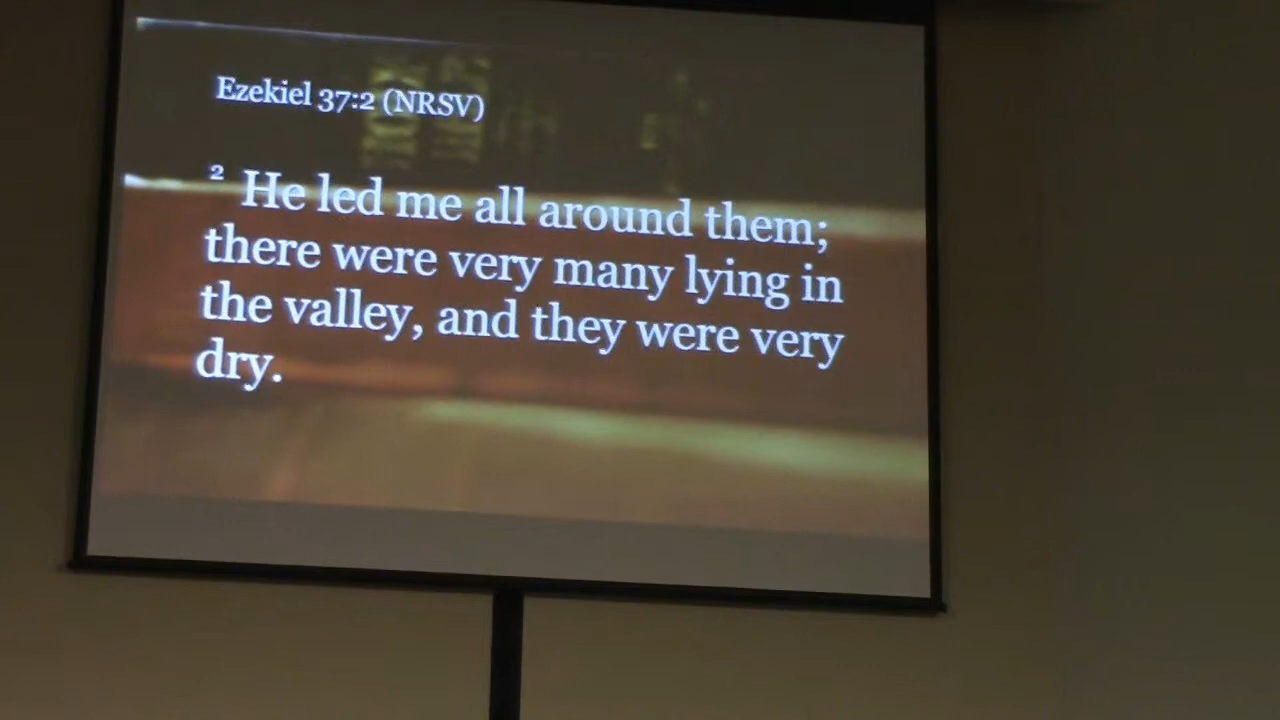 Ezekiel 37:2 (NRSV)
2 He led me all around them;
there were very many lying in
the valley, and they were very
dry.